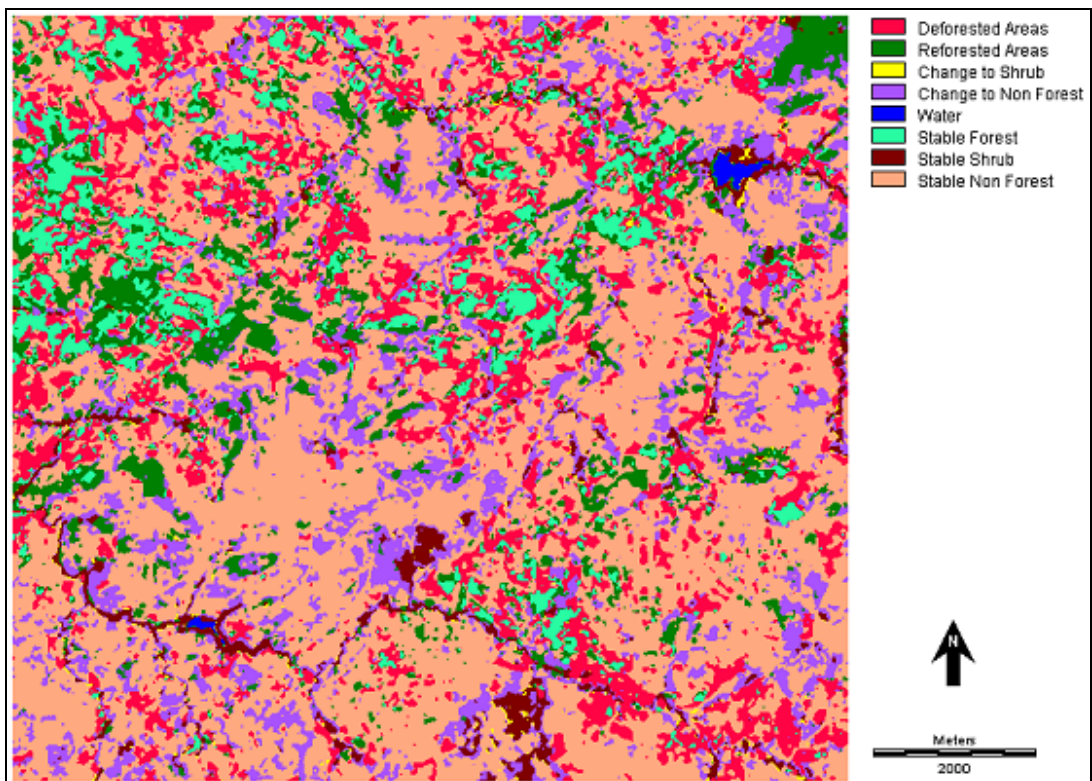 Deforested Areas
Reforested Areas
Change to Shrub
Change to Non Forest
Water
Stable Forest
Stable Shrub
Stable Non Forest
N
Meters
2000